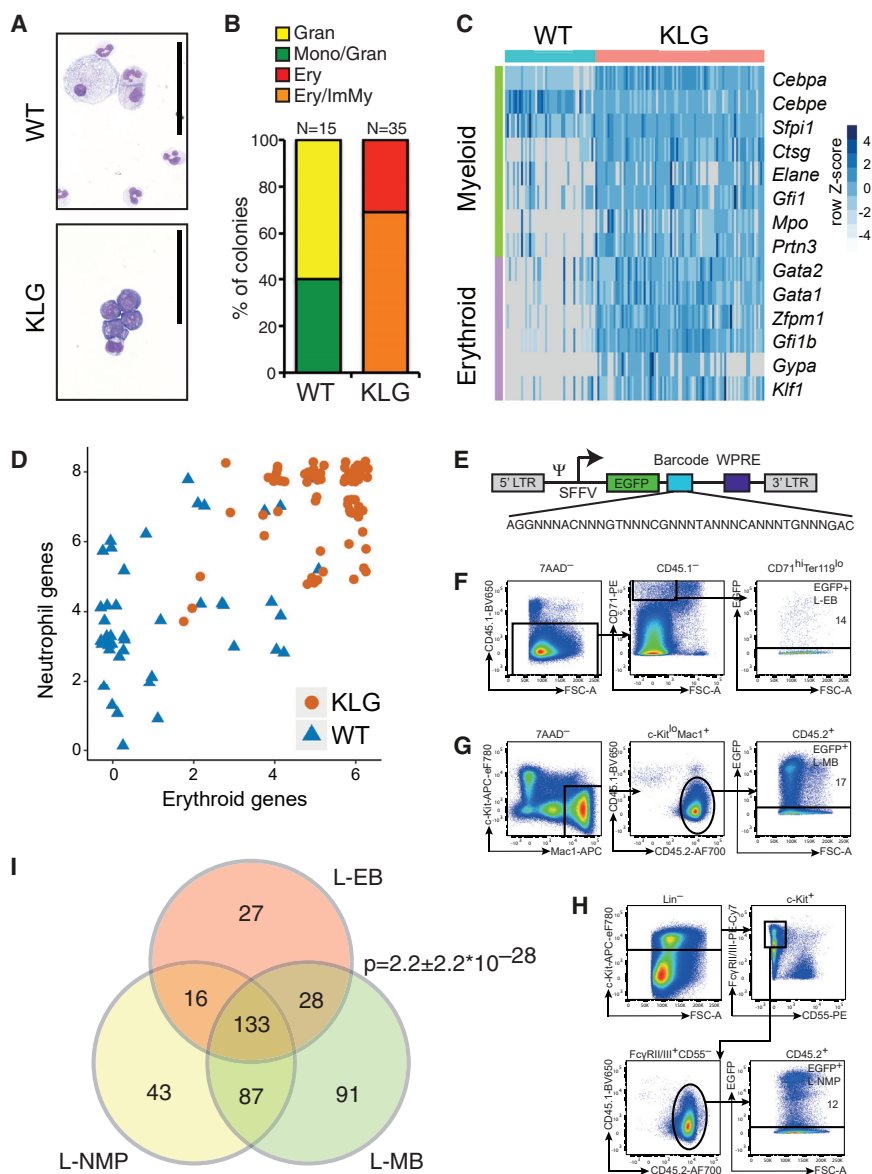 A
WT
KLG
B
Gran
Mono/Gran
Ery
Ery/ImMy
N=15 N=35
% of colonies
100
80
60
40
20
0
WT KLG
C
WT KLG
Myeloid
Erythroid
Cebpa
Cebpe
Sfpi1
Ctsg
Elane
Gfi1
Mpo
Prtn3
Gata2
Gata1
Zfpm1
Gfi1b
Gypa
Klf1
row Z-score
4
2
0
-2
-4
D
Neutrophil genes
8
6
4
2
0
0 2 4 6
Erythroid genes
KLG
WT
E
Barcode WPRE
5' LTR Ψ SFFV EGFP 3' LTR
AGGNNNACNNNGTNNNCGNNNTANNNCANNNTGNNNGAC
F
7AAD– CD45.1– CD71hiTer119lo
CD45.1-BV650
FSC-A
CD71-PE
FSC-A
EGFP
EGFP+
L-EB
14
FSC-A
G
7AAD– c-KitloMac1+ CD45.2+
c-Kit-APC-eF780
Mac1-APC
CD45.1-BV650
CD45.2-AF700
EGFP
EGFP+
L-MB
17
FSC-A
H
Lin– c-Kit+
c-Kit-APC-eF780
FSC-A
FcγRII/III-PE-Cy7
CD55-PE
FcγRII/III+CD55– CD45.2+
CD45.1-BV650
CD45.2-AF700
EGFP
EGFP+
L-NMP
12
FSC-A
I
L-EB
27
p=2.2±2.2*10–28
16 28
133
43 87 91
L-NMP L-MB